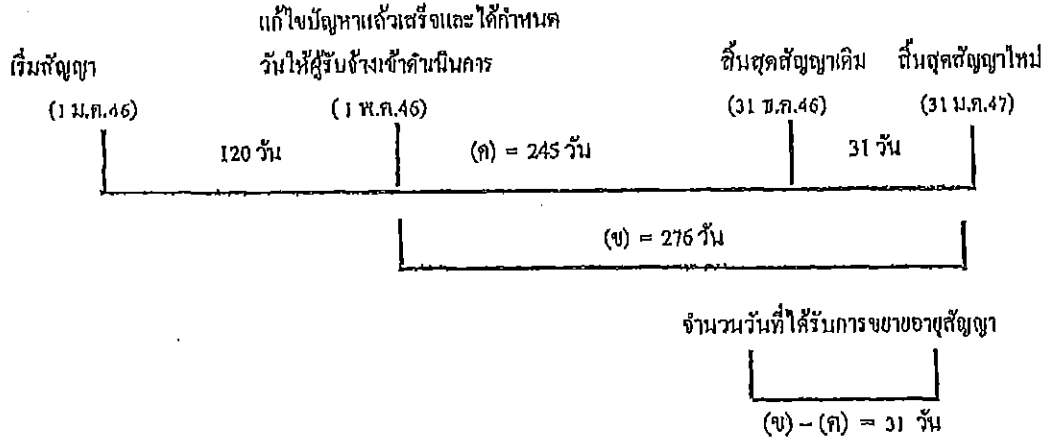 แก้ไขปัญหาแล้วเสร็จและได้กำหนด
เริ่มสัญญา วันให้ผู้รับจ้างเข้าดำเนินการ สิ้นสุดสัญญาเดิม สิ้นสุดสัญญาใหม่
(1 ม.ค.46) (1 พ.ค.46) (31 ธ.ค.46) (31 ม.ค.47)
120 วัน (ค) = 245 วัน 31 วัน
(ข) = 276 วัน
จำนวนวันที่ได้รับการขยายอายุสัญญา
(ข) – (ค) = 31 วัน